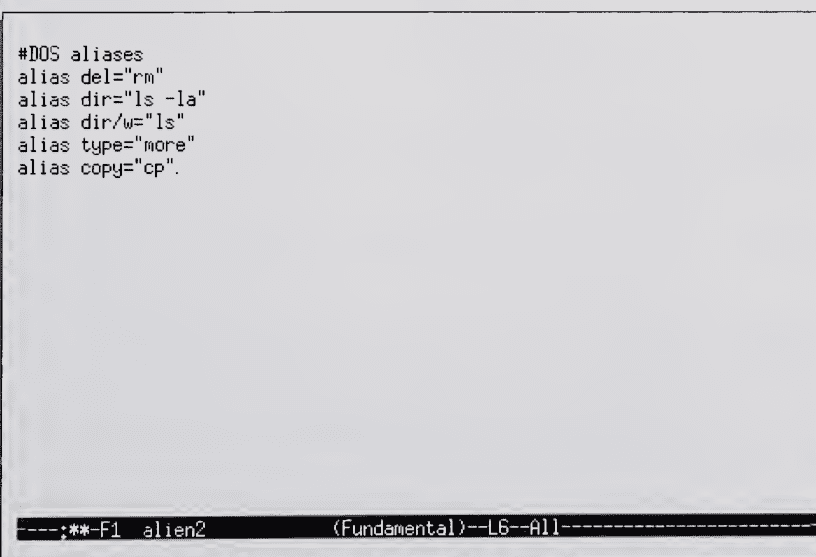 #DOS aliases
alias del="rm"
alias dir="ls -la"
alias dir/w="ls"
alias type="more"
alias copy="cp".
----:**-F1  alien2          (Fundamental)--L6--All------------------------